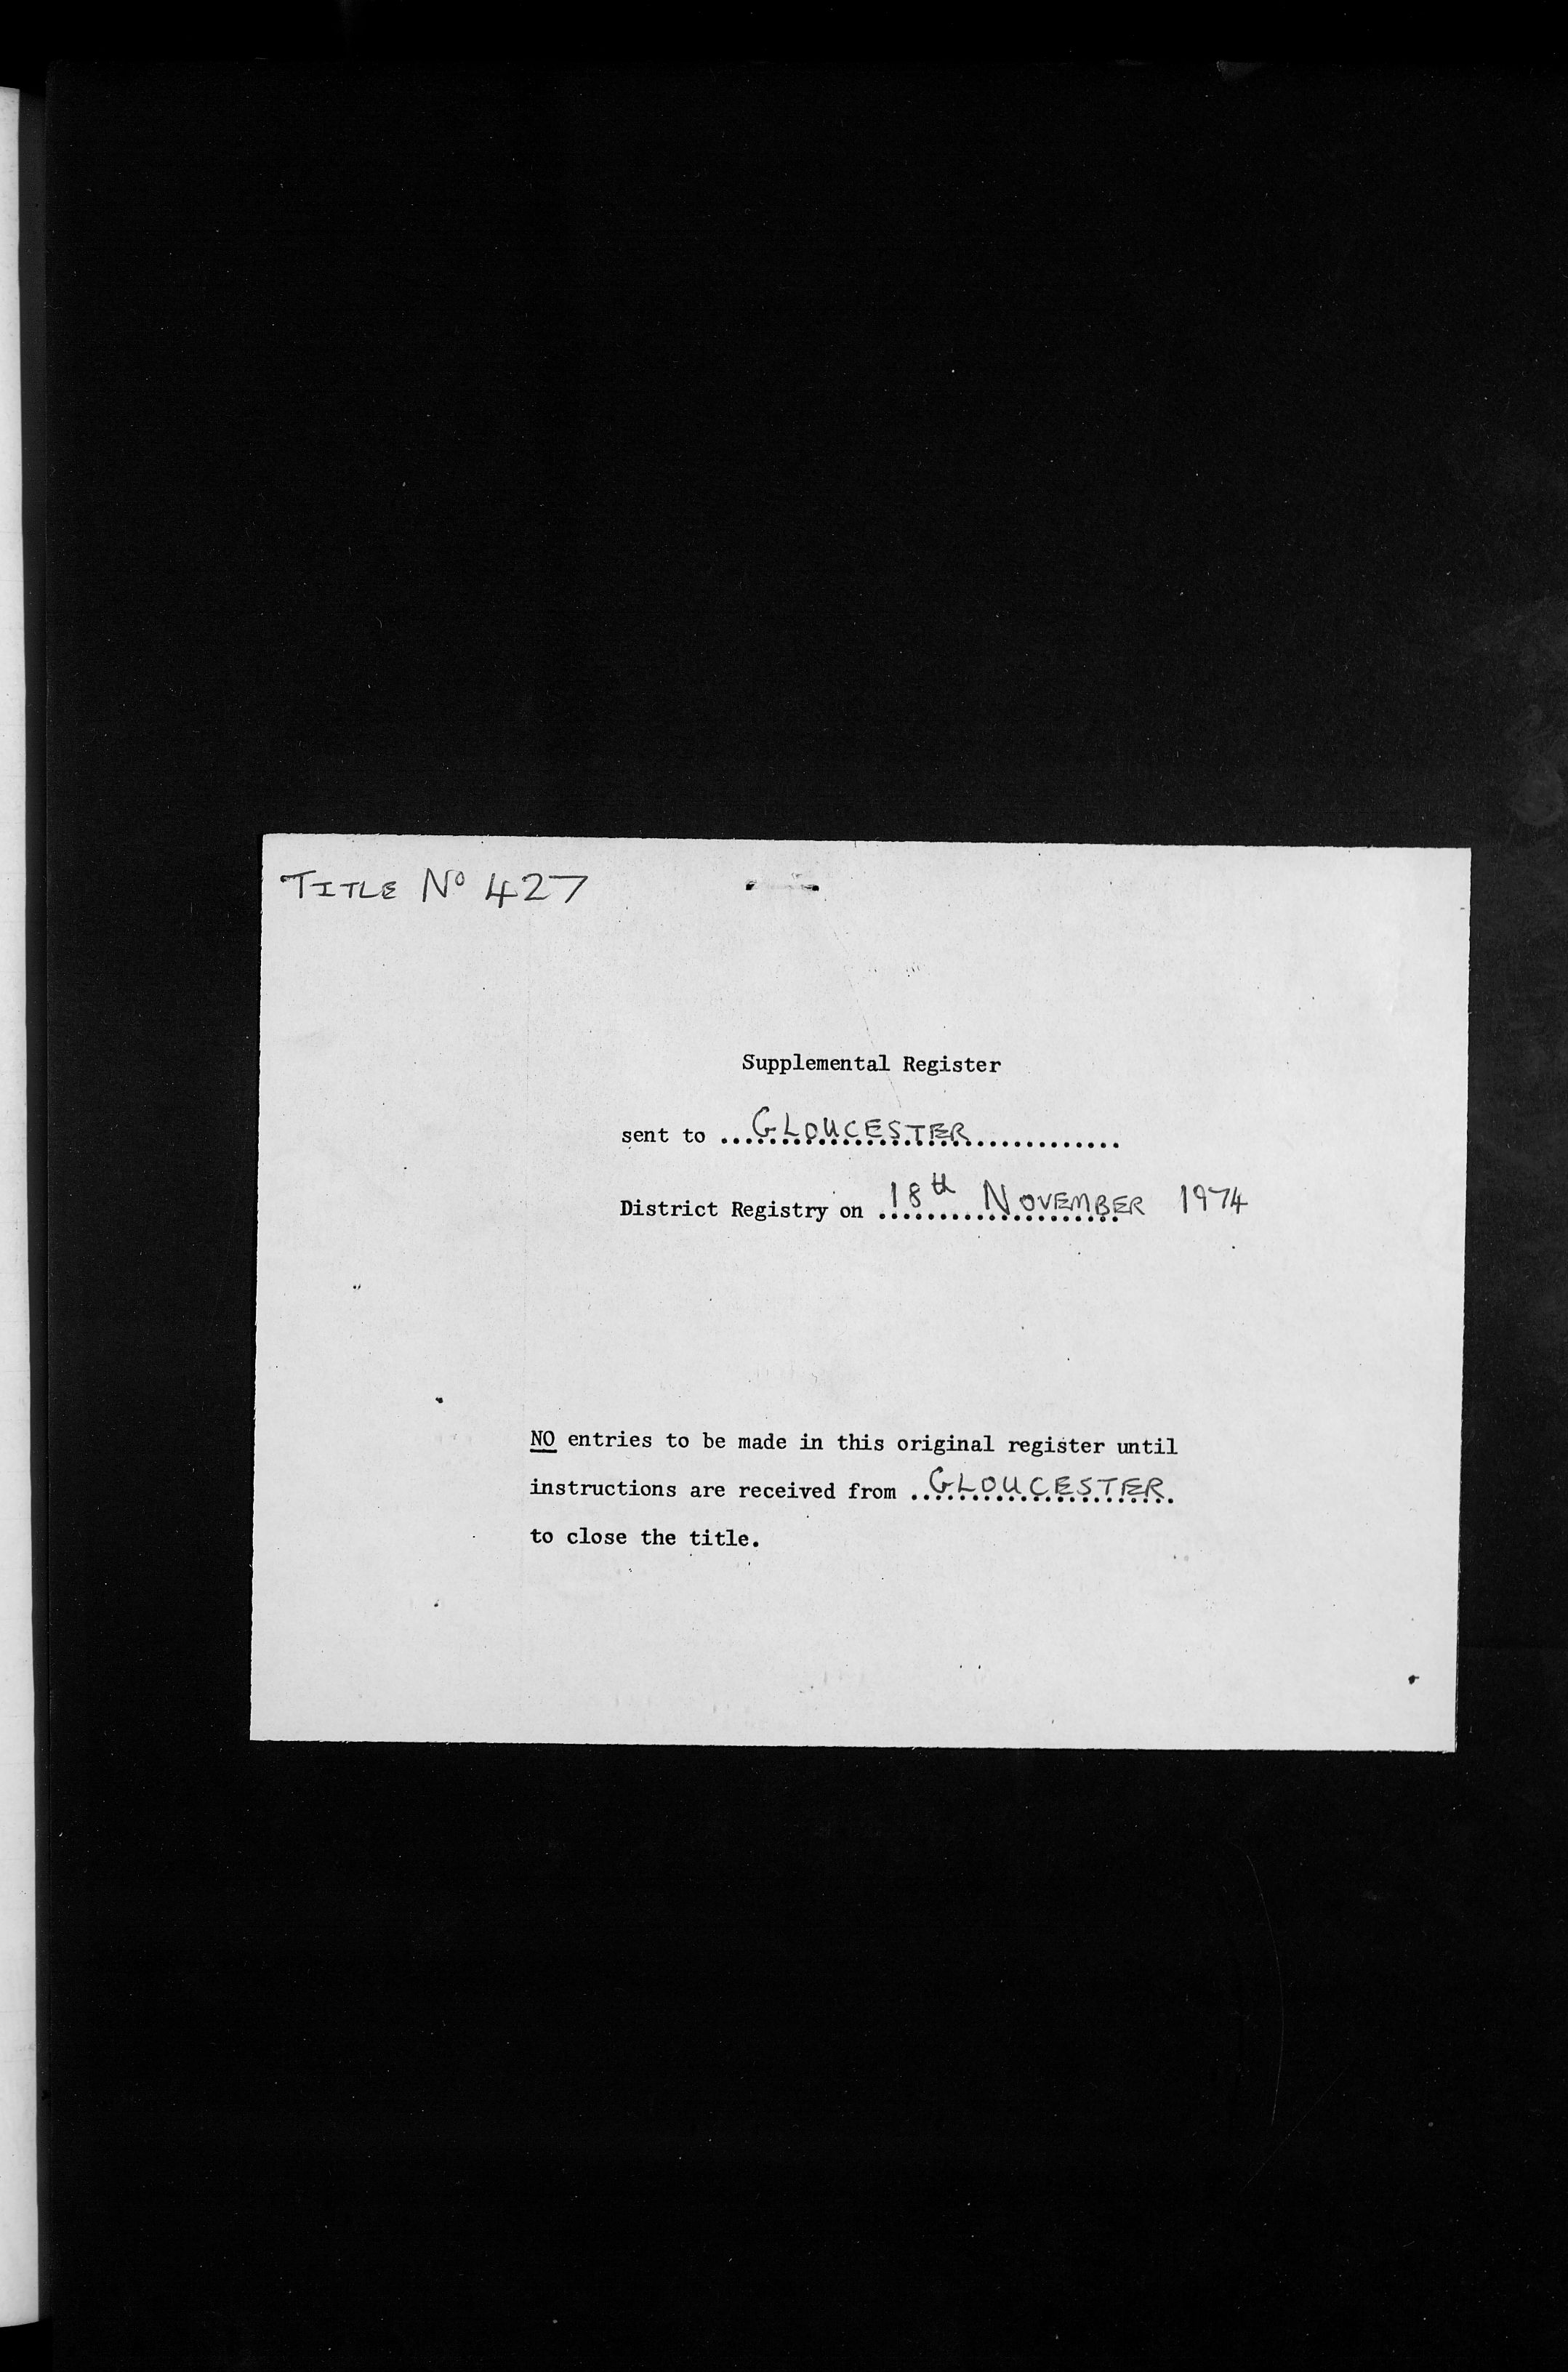 TITLE No 427
Supplemental Register
sent to ... GLOUCESTER ...................
District Registry on 18th NOVEMBER 1974
NO entries to be made in this original register until
instructions are received from ..GLOUCESTER.
to close the title.